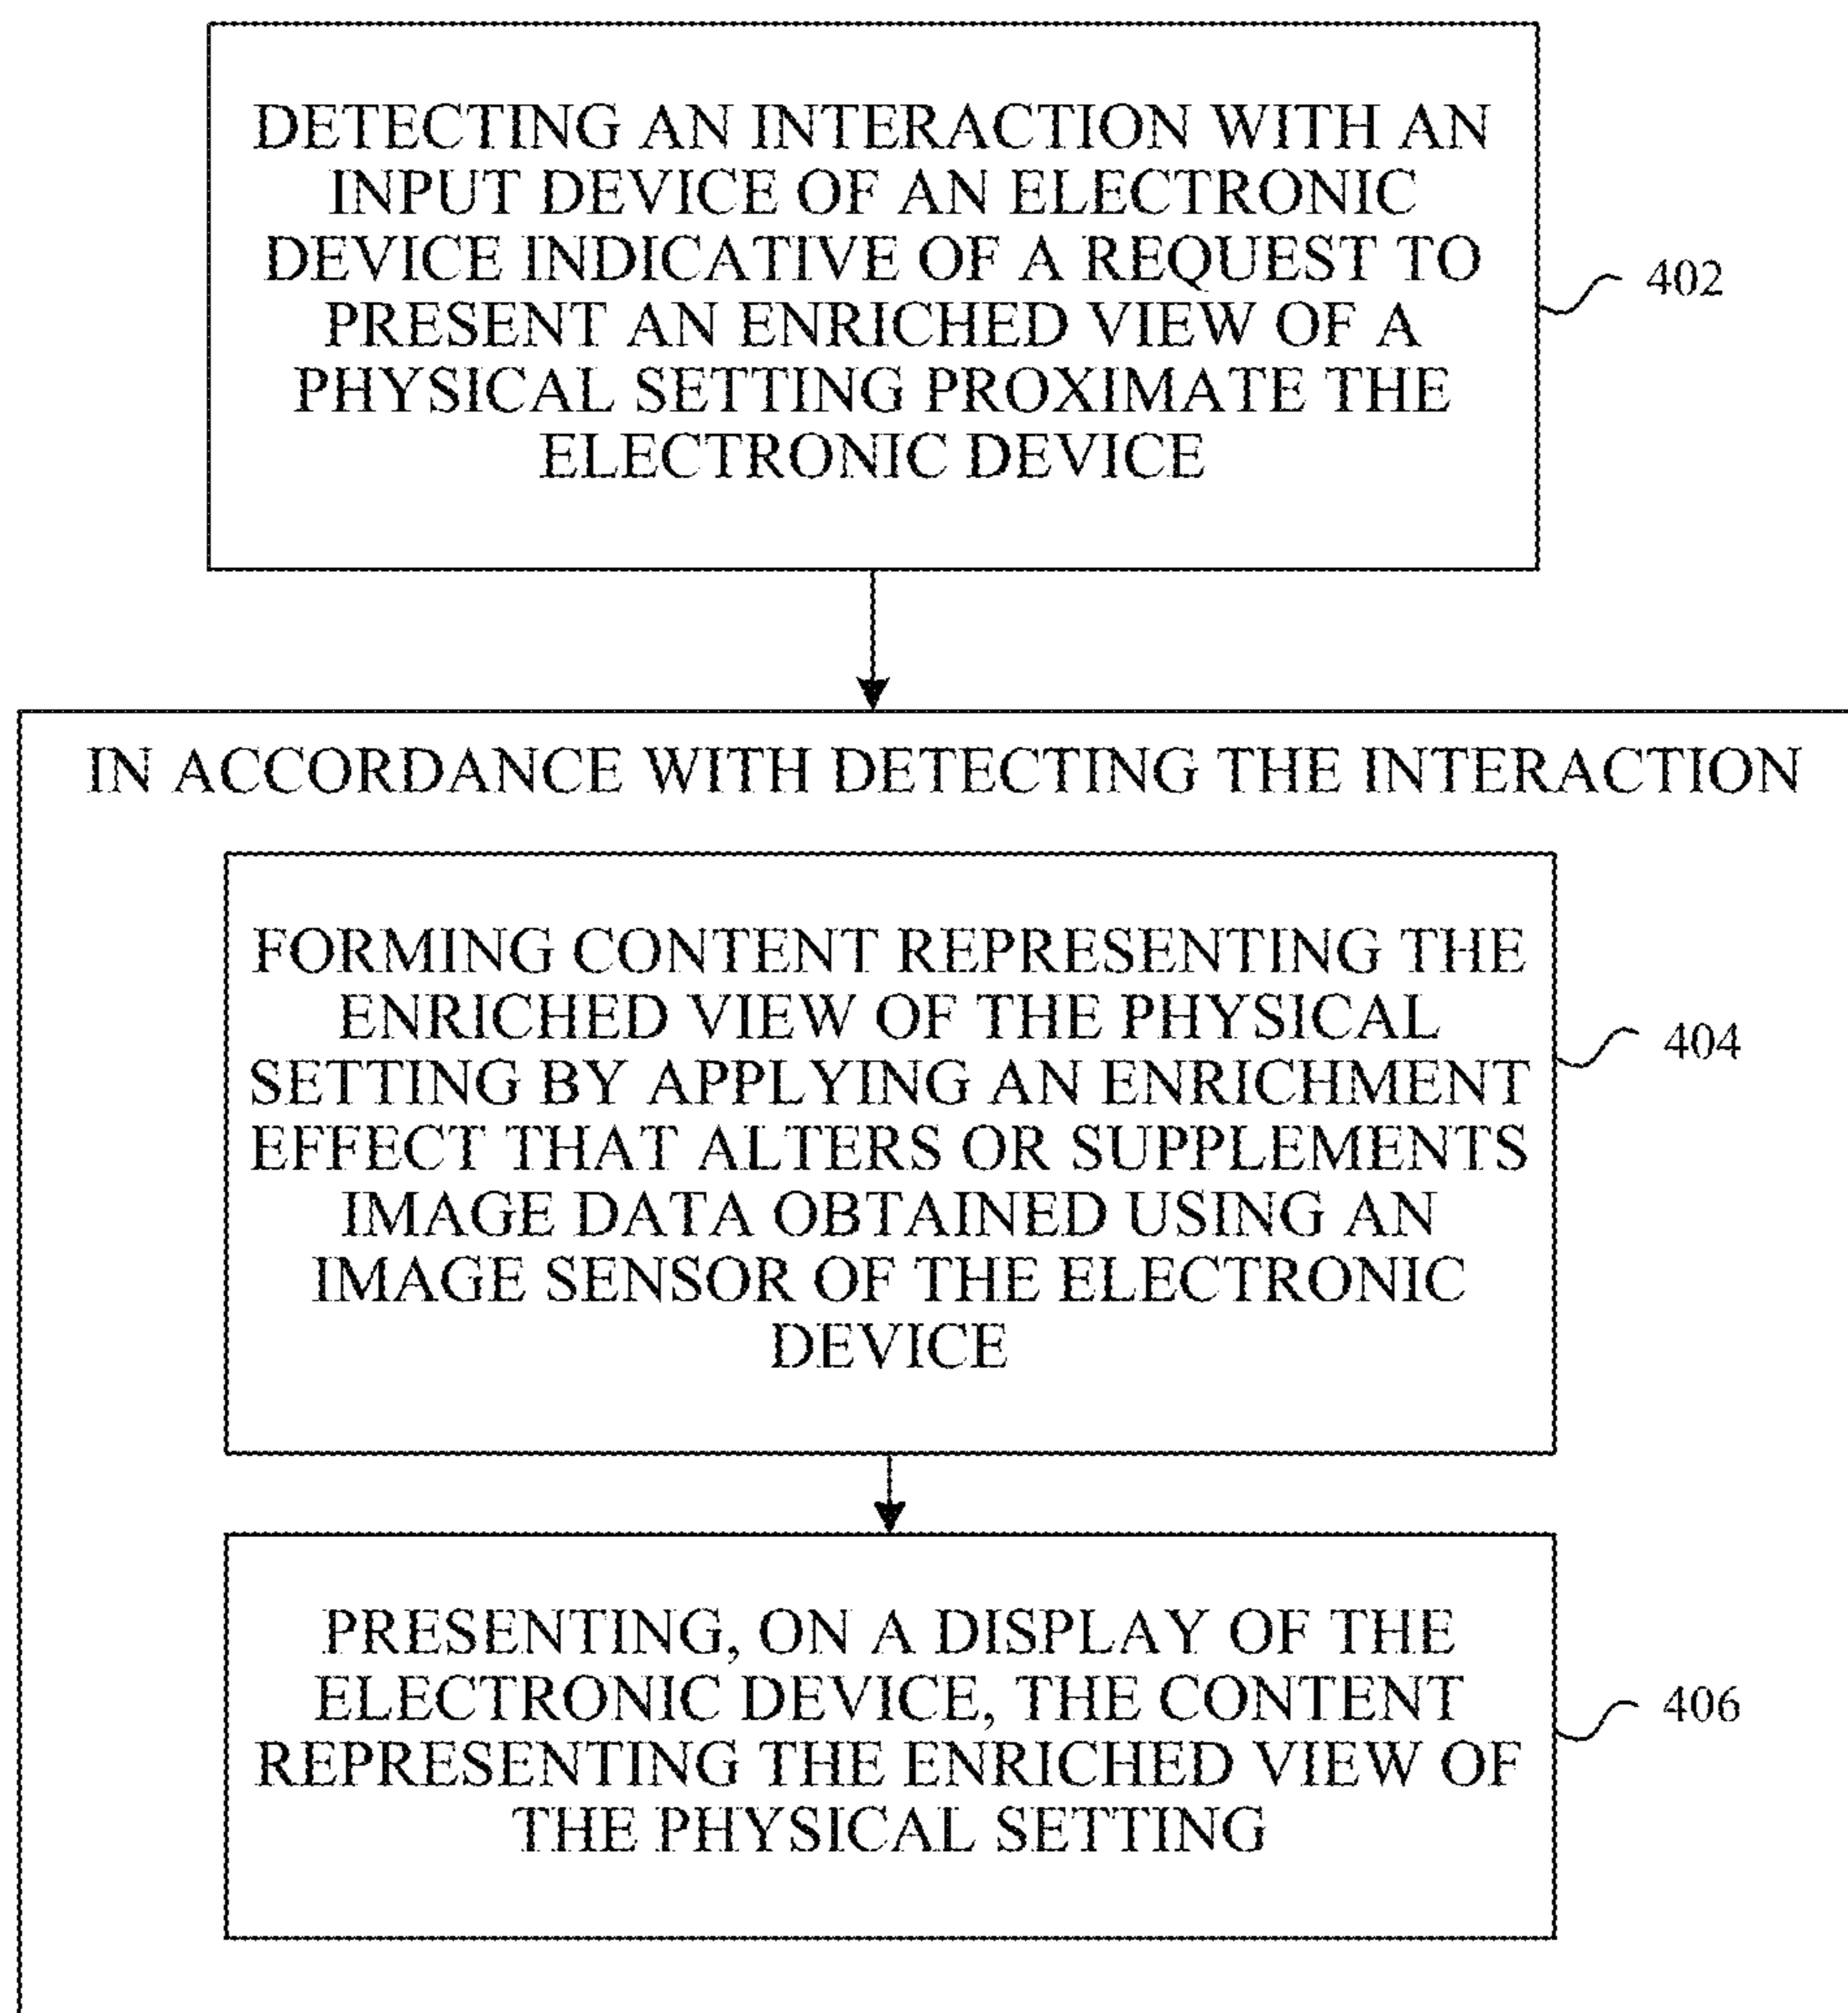 DETECTING AN INTERACTION WITH AN
INPUT DEVICE OF AN ELECTRONIC
DEVICE INDICATIVE OF A REQUEST TO
PRESENT AN ENRICHED VIEW OF A
PHYSICAL SETTING PROXIMATE THE
ELECTRONIC DEVICE
402
IN ACCORDANCE WITH DETECTING THE INTERACTION
FORMING CONTENT REPRESENTING THE
ENRICHED VIEW OF THE PHYSICAL
SETTING BY APPLYING AN ENRICHMENT
EFFECT THAT ALTERS OR SUPPLEMENTS
IMAGE DATA OBTAINED USING AN
IMAGE SENSOR OF THE ELECTRONIC
DEVICE
404
PRESENTING, ON A DISPLAY OF THE
ELECTRONIC DEVICE, THE CONTENT
REPRESENTING THE ENRICHED VIEW OF
THE PHYSICAL SETTING
406